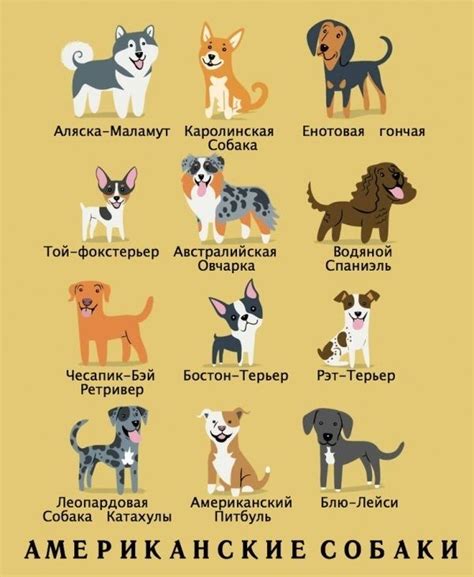 Аляска-Маламут Каролинская Енотовая гончая
Собака
Той-фокстерьер Австралийская Водяной
Овчарка Спаниэль
Чесапик-Бэй Бостон-Терьер Рэт-Терьер
Ретривер
Леопардовая Американский Блю-Лейси
Собака Катахулы Питбуль
АМЕРИКАНСКИЕ СОБАКИ